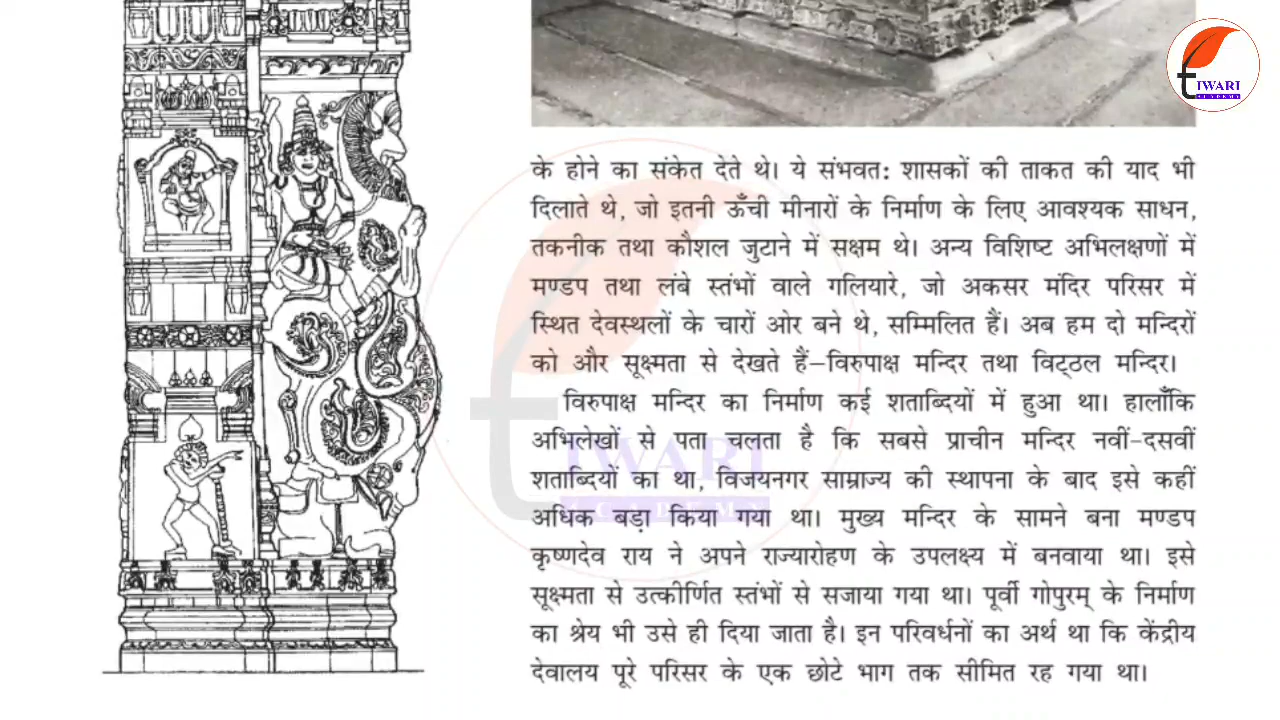 TIWARI
ACADEMY
के होने का संकेत देते थे। ये संभवत: शासकों की ताकत की याद भी
दिलाते थे, जो इतनी ऊँची मीनारों के निर्माण के लिए आवश्यक साधन,
तकनीक तथा कौशल जुटाने में सक्षम थे। अन्य विशिष्ट अभिलक्षणों में
मण्डप तथा लंबे स्तंभों वाले गलियारे, जो अकसर मंदिर परिसर में
स्थित देवस्थलों के चारों ओर बने थे, सम्मिलित हैं। अब हम दो मन्दिरों
को और सूक्ष्मता से देखते हैं–विरुपाक्ष मन्दिर तथा विट्ठल मन्दिर।
विरुपाक्ष मन्दिर का निर्माण कई शताब्दियों में हुआ था। हालाँकि
अभिलेखों से पता चलता है कि सबसे प्राचीन मन्दिर नवीं-दसवीं
शताब्दियों का था, विजयनगर साम्राज्य की स्थापना के बाद इसे कहीं
अधिक बड़ा किया गया था। मुख्य मन्दिर के सामने बना मण्डप
कृष्णदेव राय ने अपने राज्यारोहण के उपलक्ष्य में बनवाया था। इसे
सूक्ष्मता से उत्कीर्णित स्तंभों से सजाया गया था। पूर्वी गोपुरम् के निर्माण
का श्रेय भी उसे ही दिया जाता है। इन परिवर्धनों का अर्थ था कि केंद्रीय
देवालय पूरे परिसर के एक छोटे भाग तक सीमित रह गया था।
TIWARI
ACADEMY